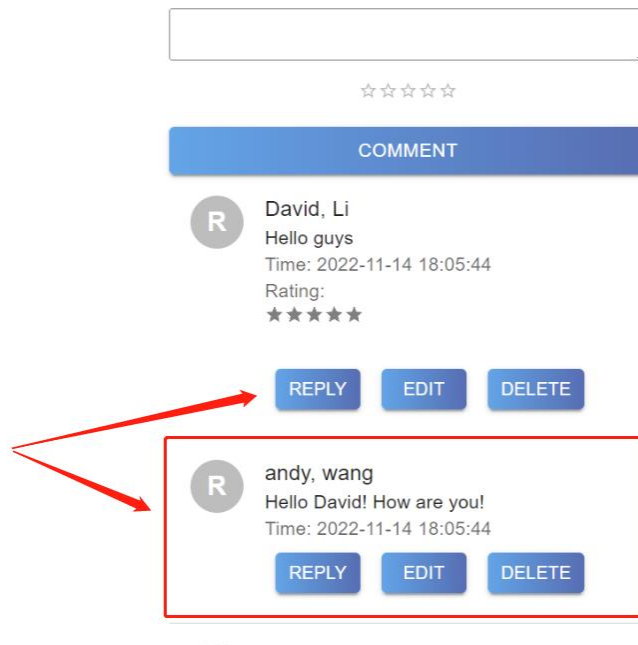 COMMENT
R
David, Li
Hello guys
Time: 2022-11-14 18:05:44
Rating:
REPLY EDIT DELETE
R
andy, wang
Hello David! How are you!
Time: 2022-11-14 18:05:44
REPLY EDIT DELETE